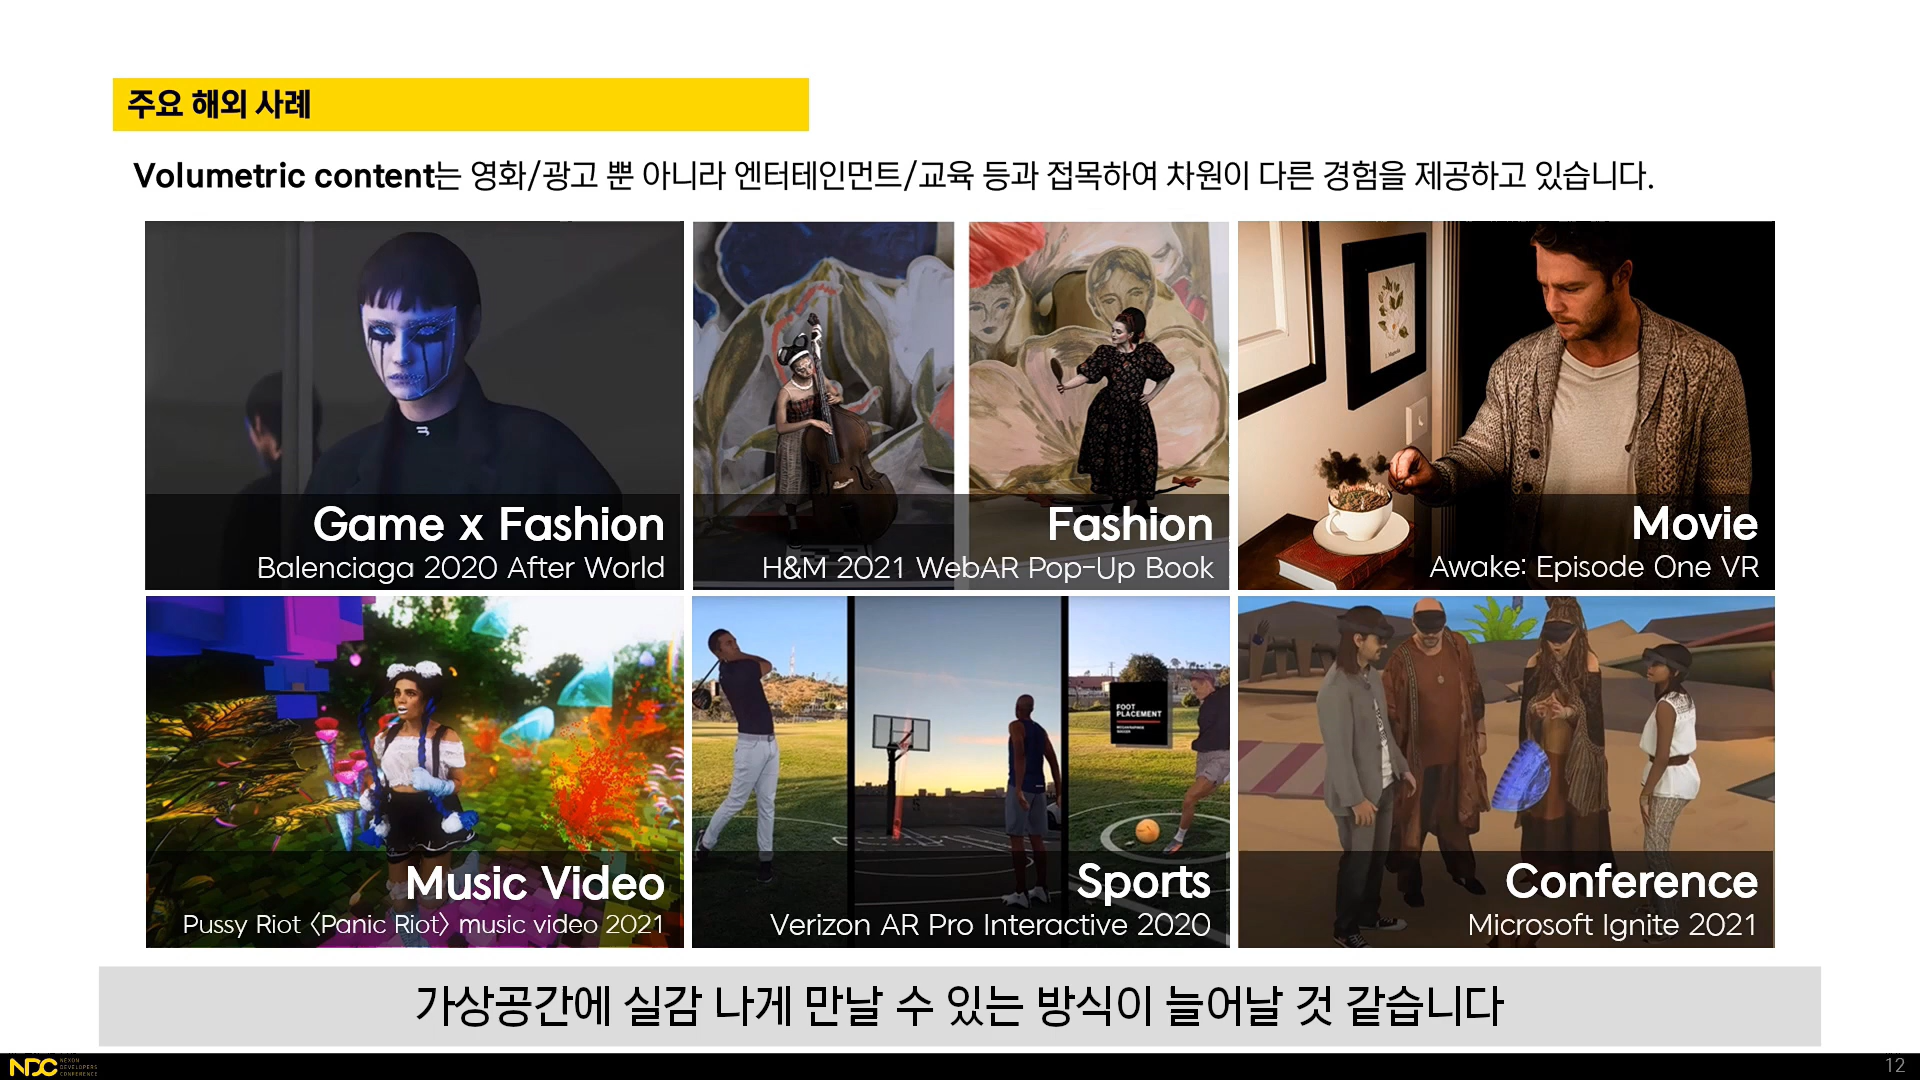 주요 해외 사례
Volumetric content는 영화/광고 뿐 아니라 엔터테인먼트/교육 등과 접목하여 차원이 다른 경험을 제공하고 있습니다.
Game x Fashion
Balenciaga 2020 After World
Fashion
H&M 2021 WebAR Pop-Up Book
Movie
Awake: Episode One VR
Music Video
Pussy Riot 〈Panic Riot〉 music video 2021
FOOT
PLACEMENT
Sports
Verizon AR Pro Interactive 2020
Conference
Microsoft Ignite 2021
가상공간에 실감 나게 만날 수 있는 방식이 늘어날 것 같습니다
NDC
NEXON
DEVELOPERS
CONFERENCE
12